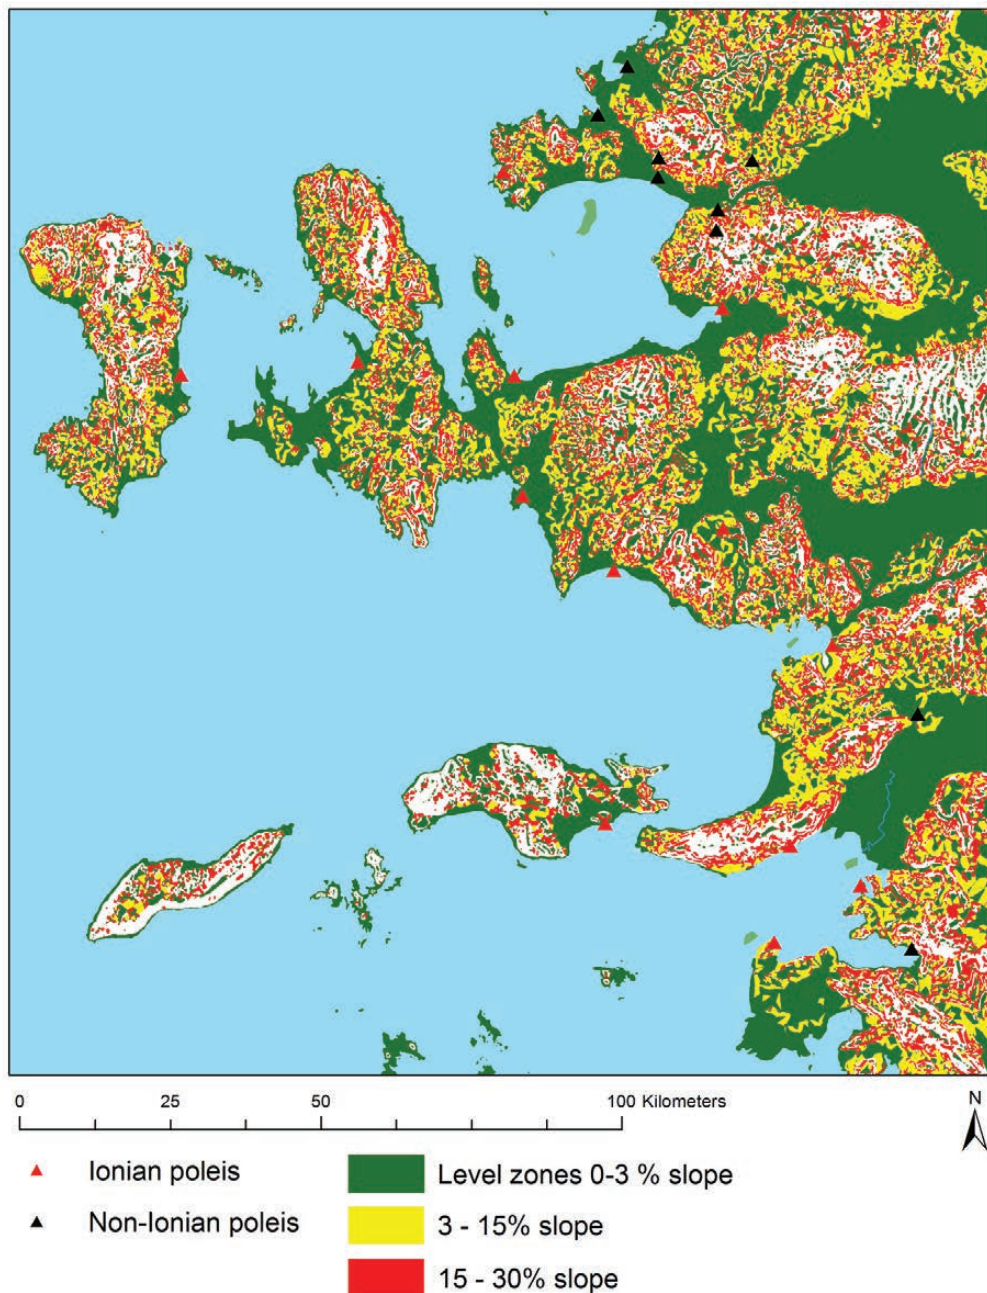 0 25 50 100 Kilometers
N
Ionian poleis
Non-Ionian poleis
Level zones 0-3 % slope
3 - 15% slope
15 - 30% slope